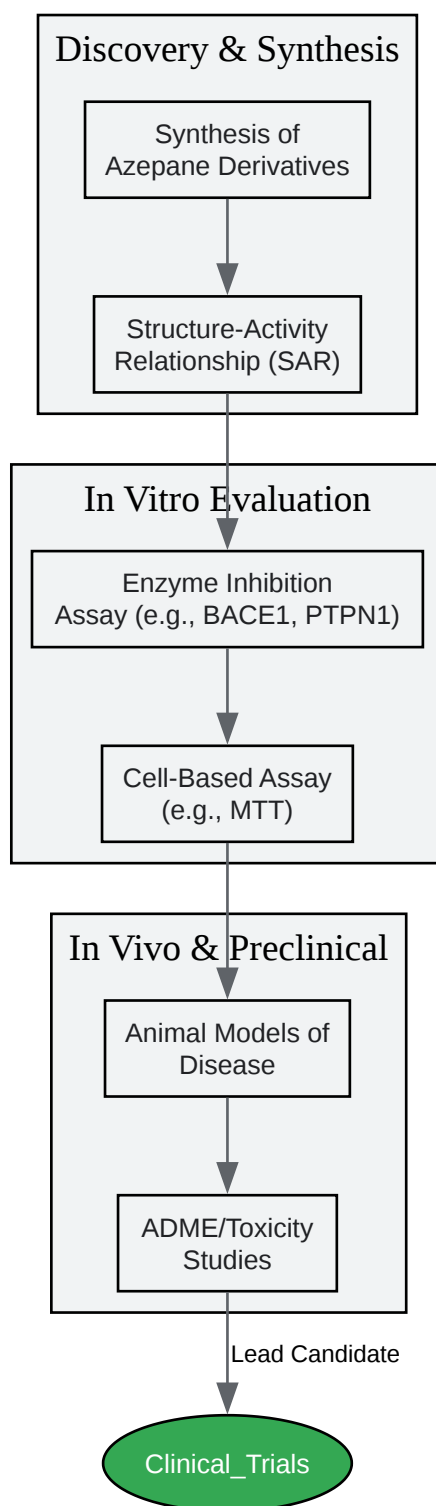 Discovery & Synthesis
Synthesis of
Azepane Derivatives
Structure-Activity
Relationship (SAR)
In Vitro Evaluation
Enzyme Inhibition
Assay (e.g., BACE1, PTPN1)
Cell-Based Assay
(e.g., MTT)
In Vivo & Preclinical
Animal Models of
Disease
ADME/Toxicity
Studies
Lead Candidate
Clinical_Trials